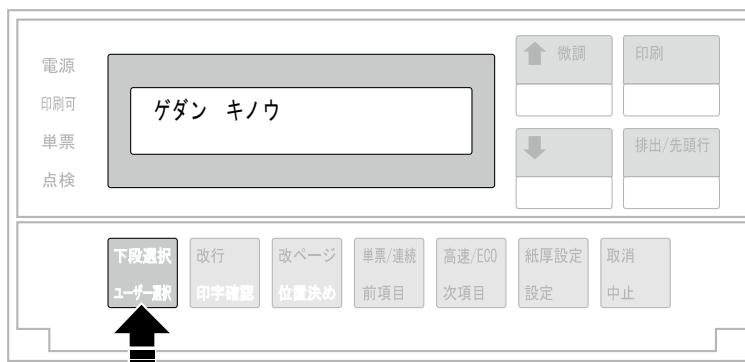 電源
印刷可
単票
点検
ゲダン キノウ
微調
印刷
排出/先頭行
下段選択
ユーザー選択
改行
印字確認
改ページ
位置決め
単票/連続
前項目
高速/ECO
次項目
紙厚設定
設定
取消
中止